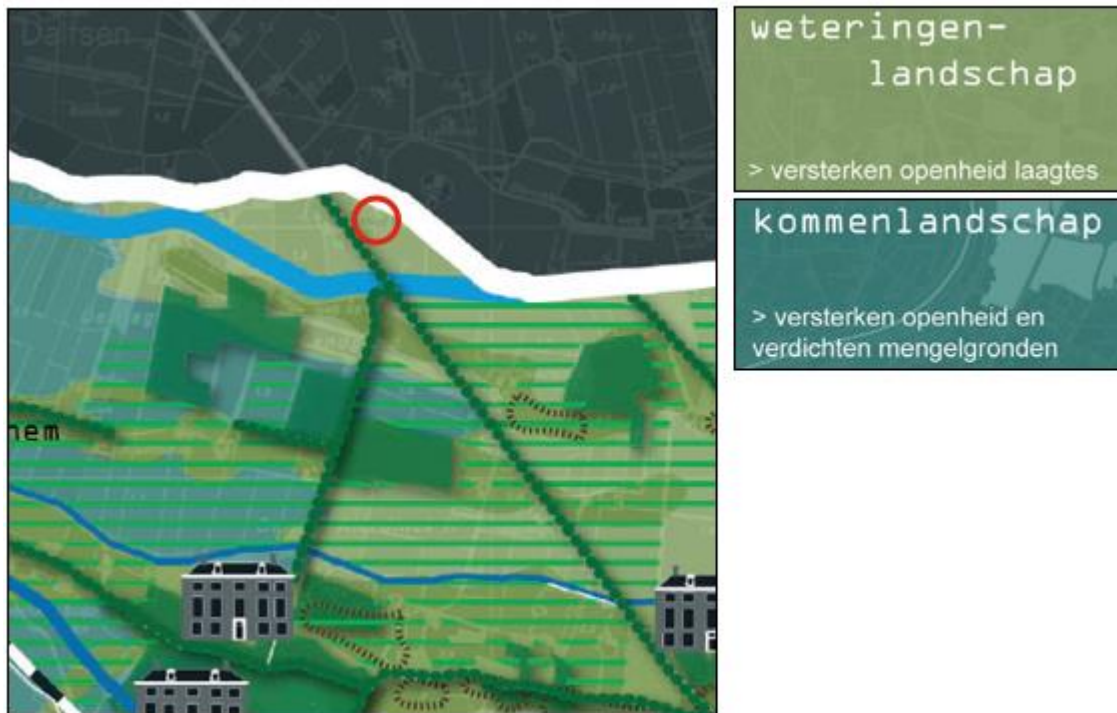 Dalfsen
nem
weteringen-
landschap
> versterken openheid laagtes
kommenlandschap
> versterken openheid en
verdichten mengelgronden